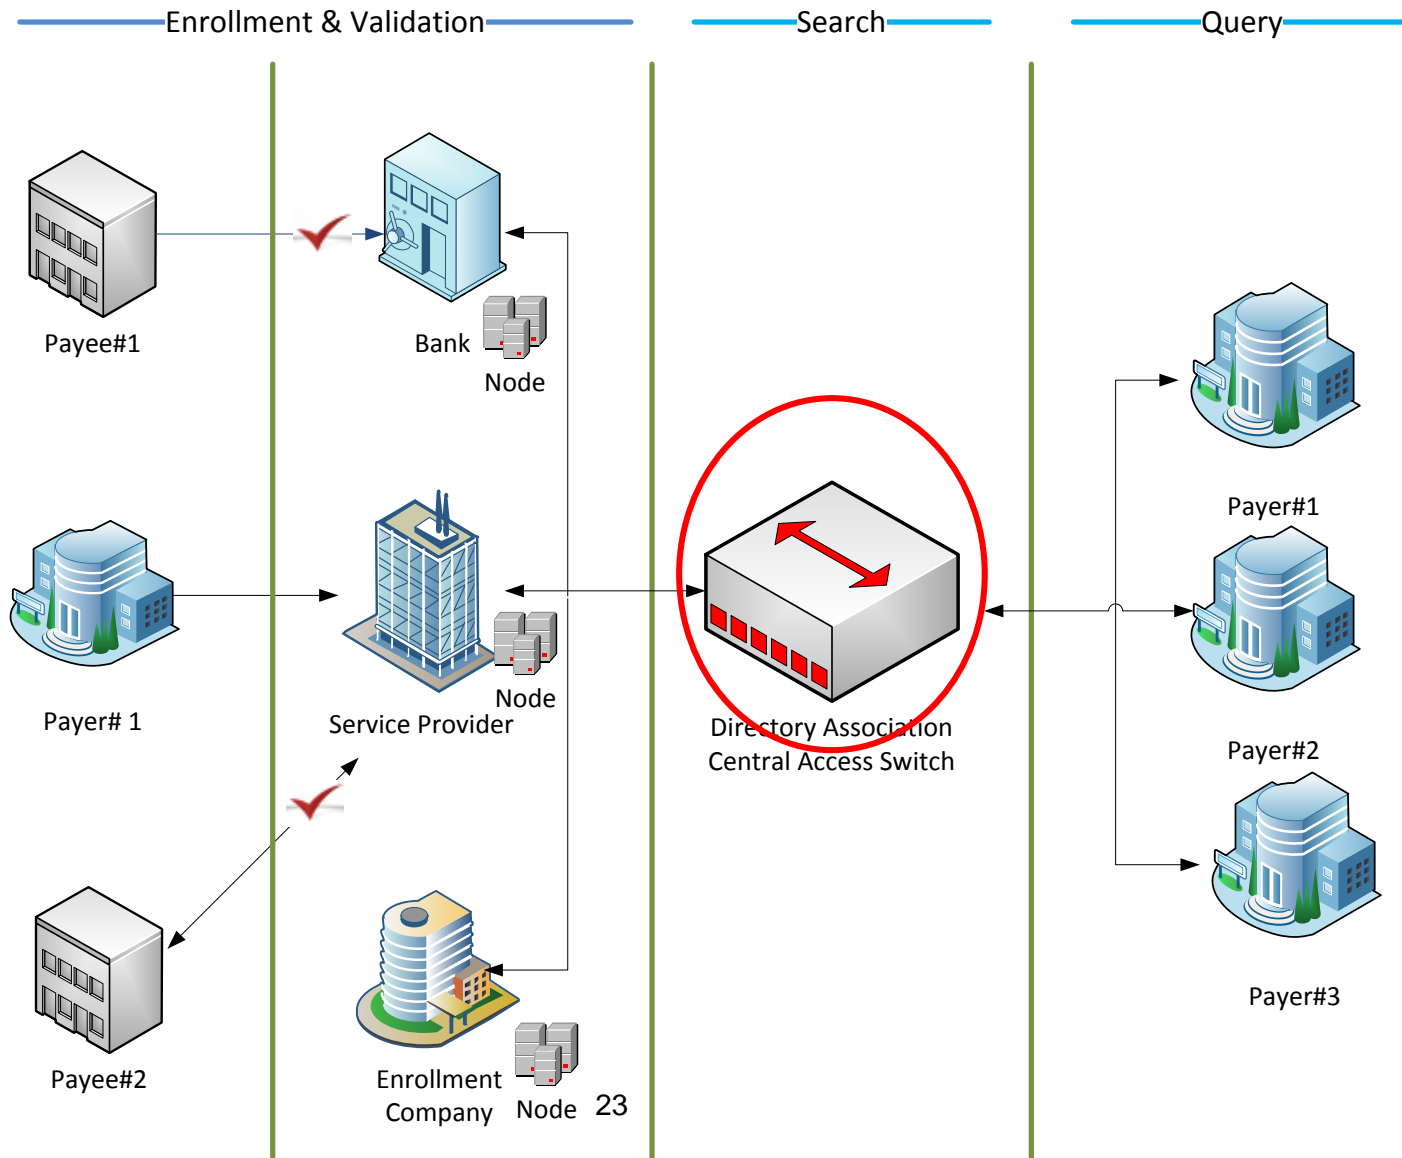 Enrollment & Validation
Search
Query
Payee#1
Bank
Node
Payer#1
Payer# 1
Service Provider
Node
Directory Association
Central Access Switch
Payer#2
Payee#2
Enrollment
Company
Node
23
Payer#3